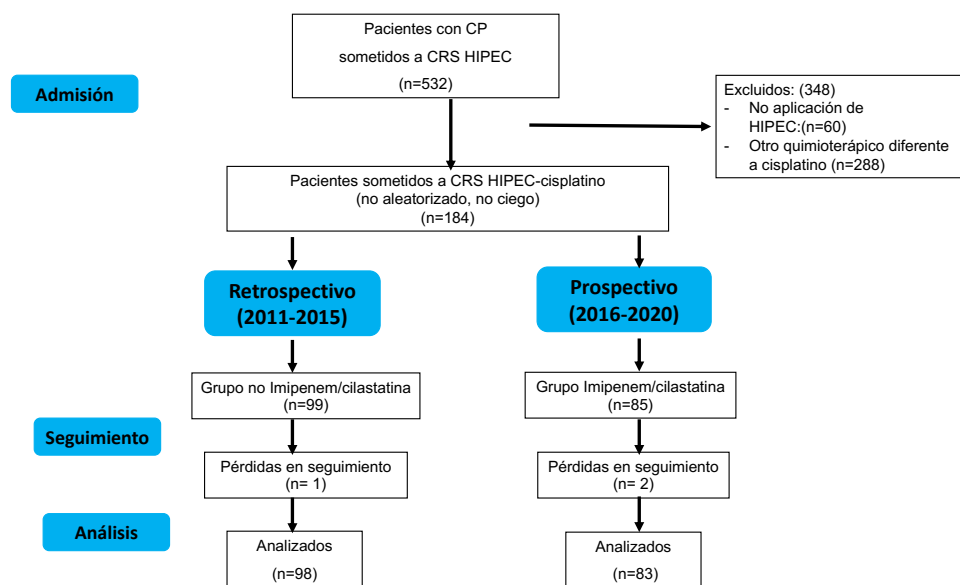 Pacientes con CP
sometidos a CRS HIPEC
(n=532)
Admisión
Excluidos: (348)
- No aplicación de
HIPEC:(n=60)
- Otro quimioterápico diferente
a cisplatino (n=288)
Pacientes sometidos a CRS HIPEC-cisplatino
(no aleatorizado, no ciego)
(n=184)
Retrospectivo
(2011-2015)
Prospectivo
(2016-2020)
Grupo no Imipenem/cilastatina
(n=99)
Grupo Imipenem/cilastatina
(n=85)
Seguimiento
Pérdidas en seguimiento
(n= 1)
Pérdidas en seguimiento
(n= 2)
Análisis
Analizados
(n=98)
Analizados
(n=83)